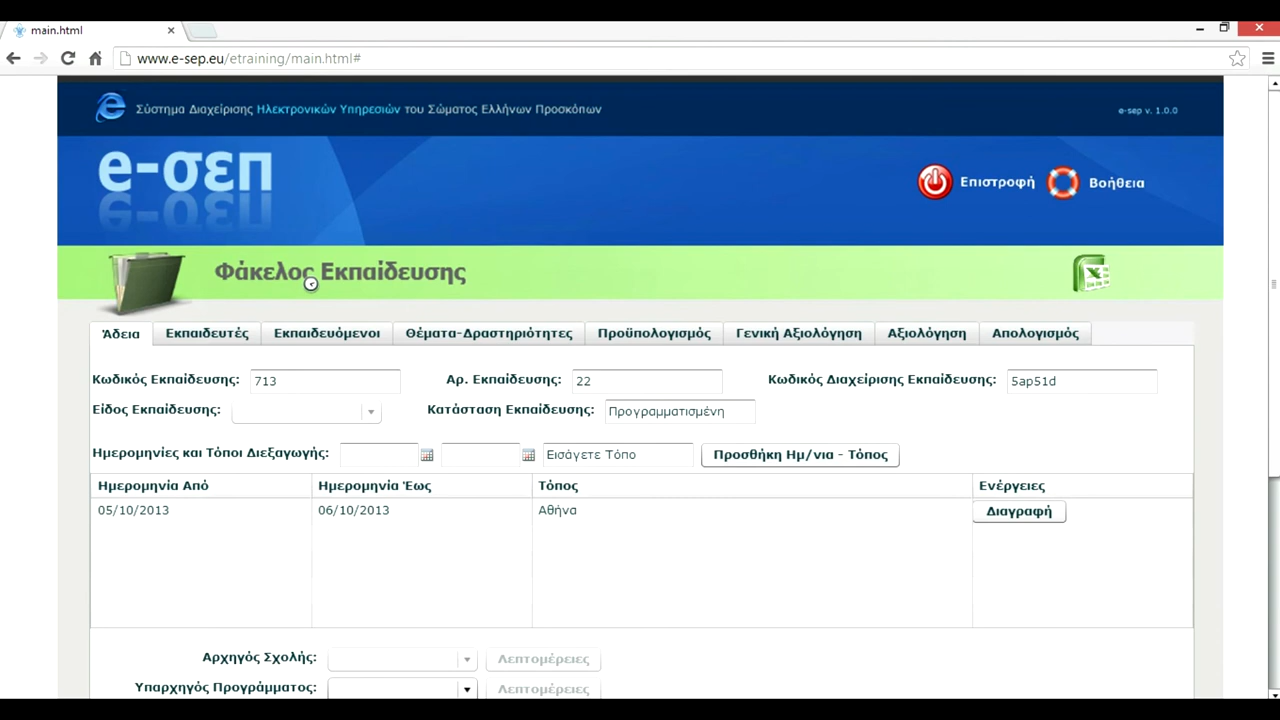 main.html
www.e-sep.eu/etraining/main.html#
Σύστημα Διαχείρισης Ηλεκτρονικών Υπηρεσιών του Σώματος Ελλήνων Προσκόπων
e-sep v. 1.0.0
e-σεπ
Επιστροφή
Βοήθεια
Φάκελος Εκπαίδευσης
Άδεια Εκπαιδευτές Εκπαιδευόμενοι Θέματα-Δραστηριότητες Προϋπολογισμός Γενική Αξιολόγηση Αξιολόγηση Απολογισμός
Κωδικός Εκπαίδευσης: 713 Αρ. Εκπαίδευσης: 22 Κωδικός Διαχείρισης Εκπαίδευσης: 5ap51d
Είδος Εκπαίδευσης: Κατάσταση Εκπαίδευσης: Προγραμματισμένη
Ημερομηνίες και Τόποι Διεξαγωγής: Εισάγετε Τόπο Προσθήκη Ημ/νια - Τόπος
Ημερομηνία Από Ημερομηνία Έως Τόπος Ενέργειες
05/10/2013 06/10/2013 Αθήνα Διαγραφή
Αρχηγός Σχολής: Λεπτομέρειες
Υπαρχηγός Προγράμματος: Λεπτομέρειες